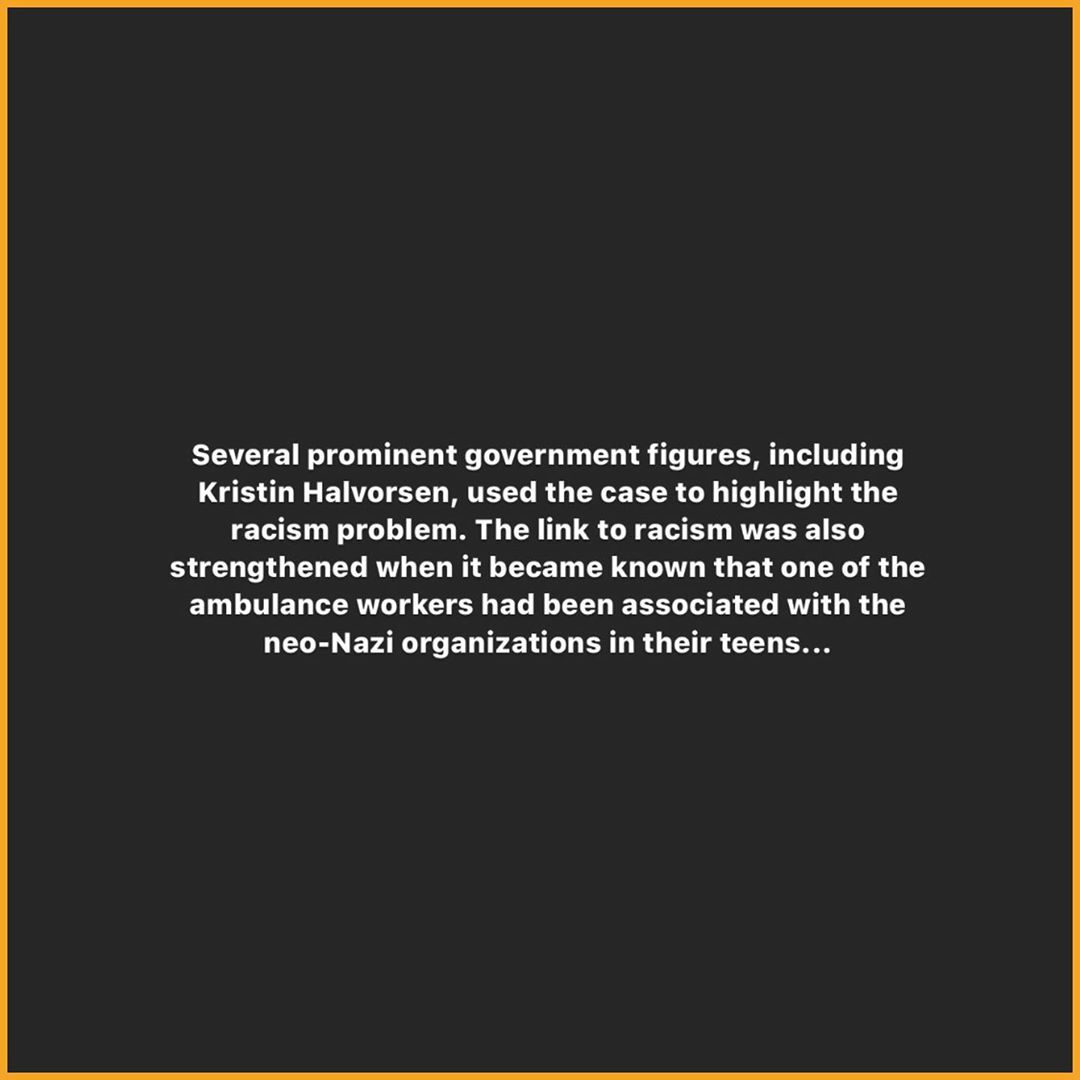 Several prominent government figures, including
Kristin Halvorsen, used the case to highlight the
racism problem. The link to racism was also
strengthened when it became known that one of the
ambulance workers had been associated with the
neo-Nazi organizations in their teens...